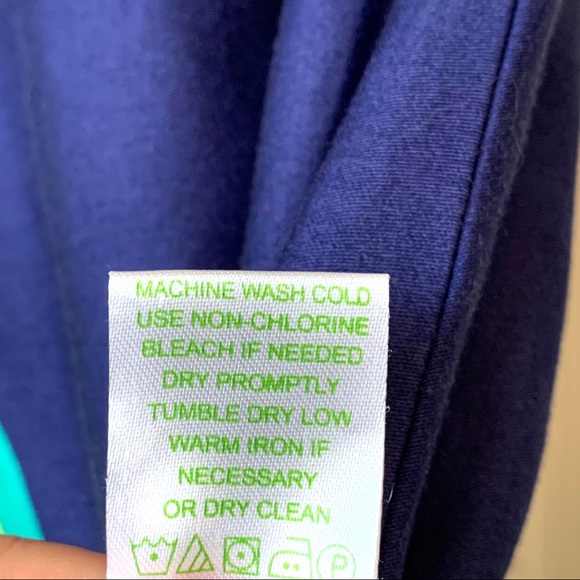 MACHINE WASH COLD
USE NON-CHLORINE
BLEACH IF NEEDED
DRY PROMPTLY
TUMBLE DRY LOW
WARM IRON IF
NECESSARY
OR DRY CLEAN
P